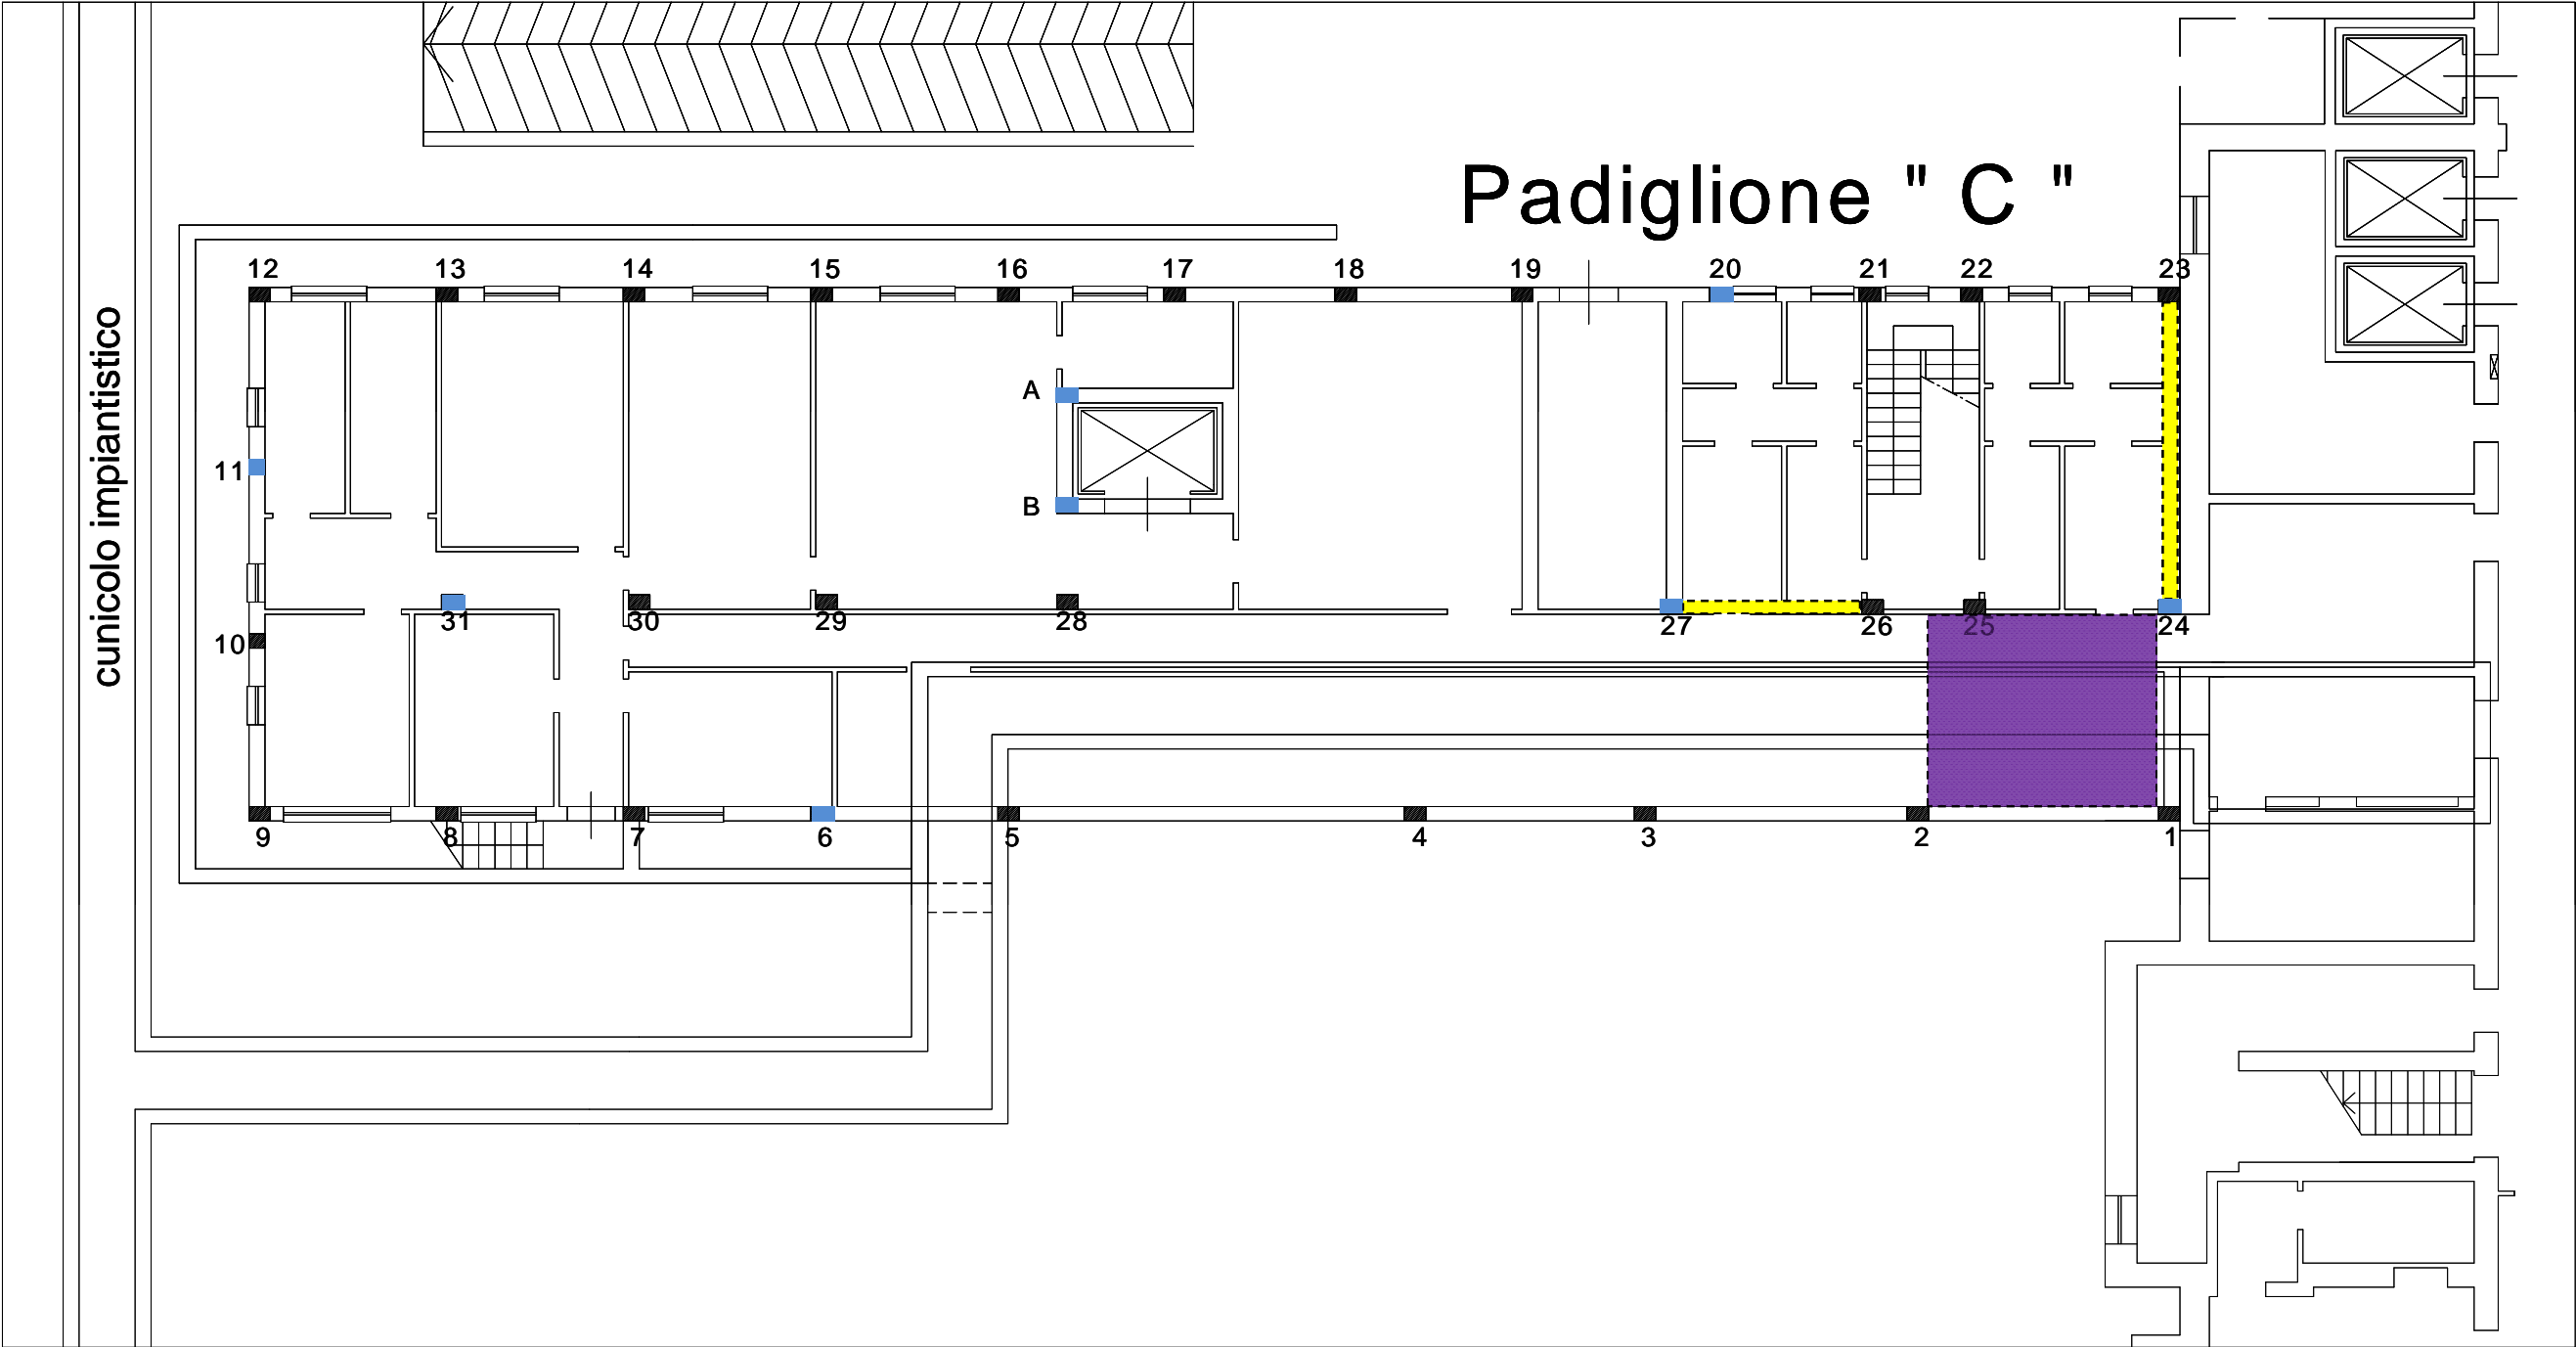 Padiglione " C "
12 13 14 15 16 17 18 19 20 21 22 23
cunicolo impiantistico
A
11
B
31 30 29 28 27 26 25 24
10
9 8 7 6 5 4 3 2 1